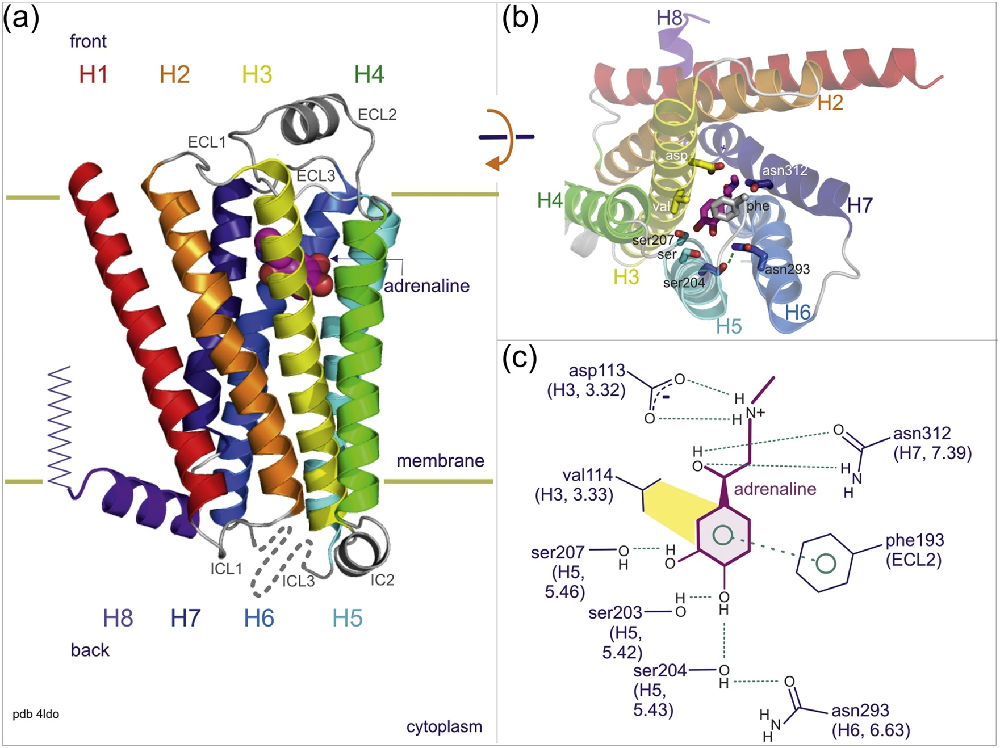 (a)
front
H1 H2 H3 H4
ECL2
ECL1
ECL3
adrenaline
membrane
ICL1
ICL3
IC2
H8 H7 H6 H5
back
pdb 4ldo
cytoplasm
(b)
H8
H2
asp
asn312
H4
val
phe
H7
ser207
ser
asn293
H3
ser204
H6
H5
(c)
asp113
(H3, 3.32)
O
-
O
H
H
N+
H
O
O
asn312
(H7, 7.39)
H
N
H
val114
(H3, 3.33)
adrenaline
ser207
(H5,
5.46)
O
H
H
O
phe193
(ECL2)
ser203
(H5,
5.42)
H
O
O
H
ser204
(H5,
5.43)
O
H
O
H
N
H
asn293
(H6, 6.63)